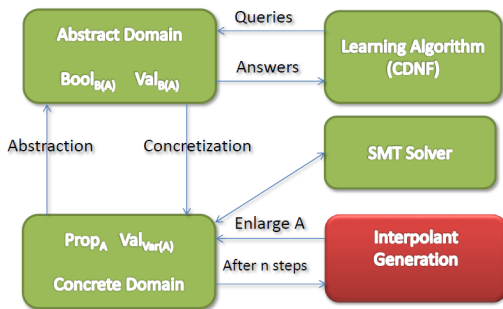 Abstract Domain
Bool_B(A) Val_B(A)
Queries
Answers
Learning Algorithm
(CDNF)
Abstraction
Concretization
SMT Solver
Prop_A Val_Var(A)
Concrete Domain
Enlarge A
After n steps
Interpolant
Generation